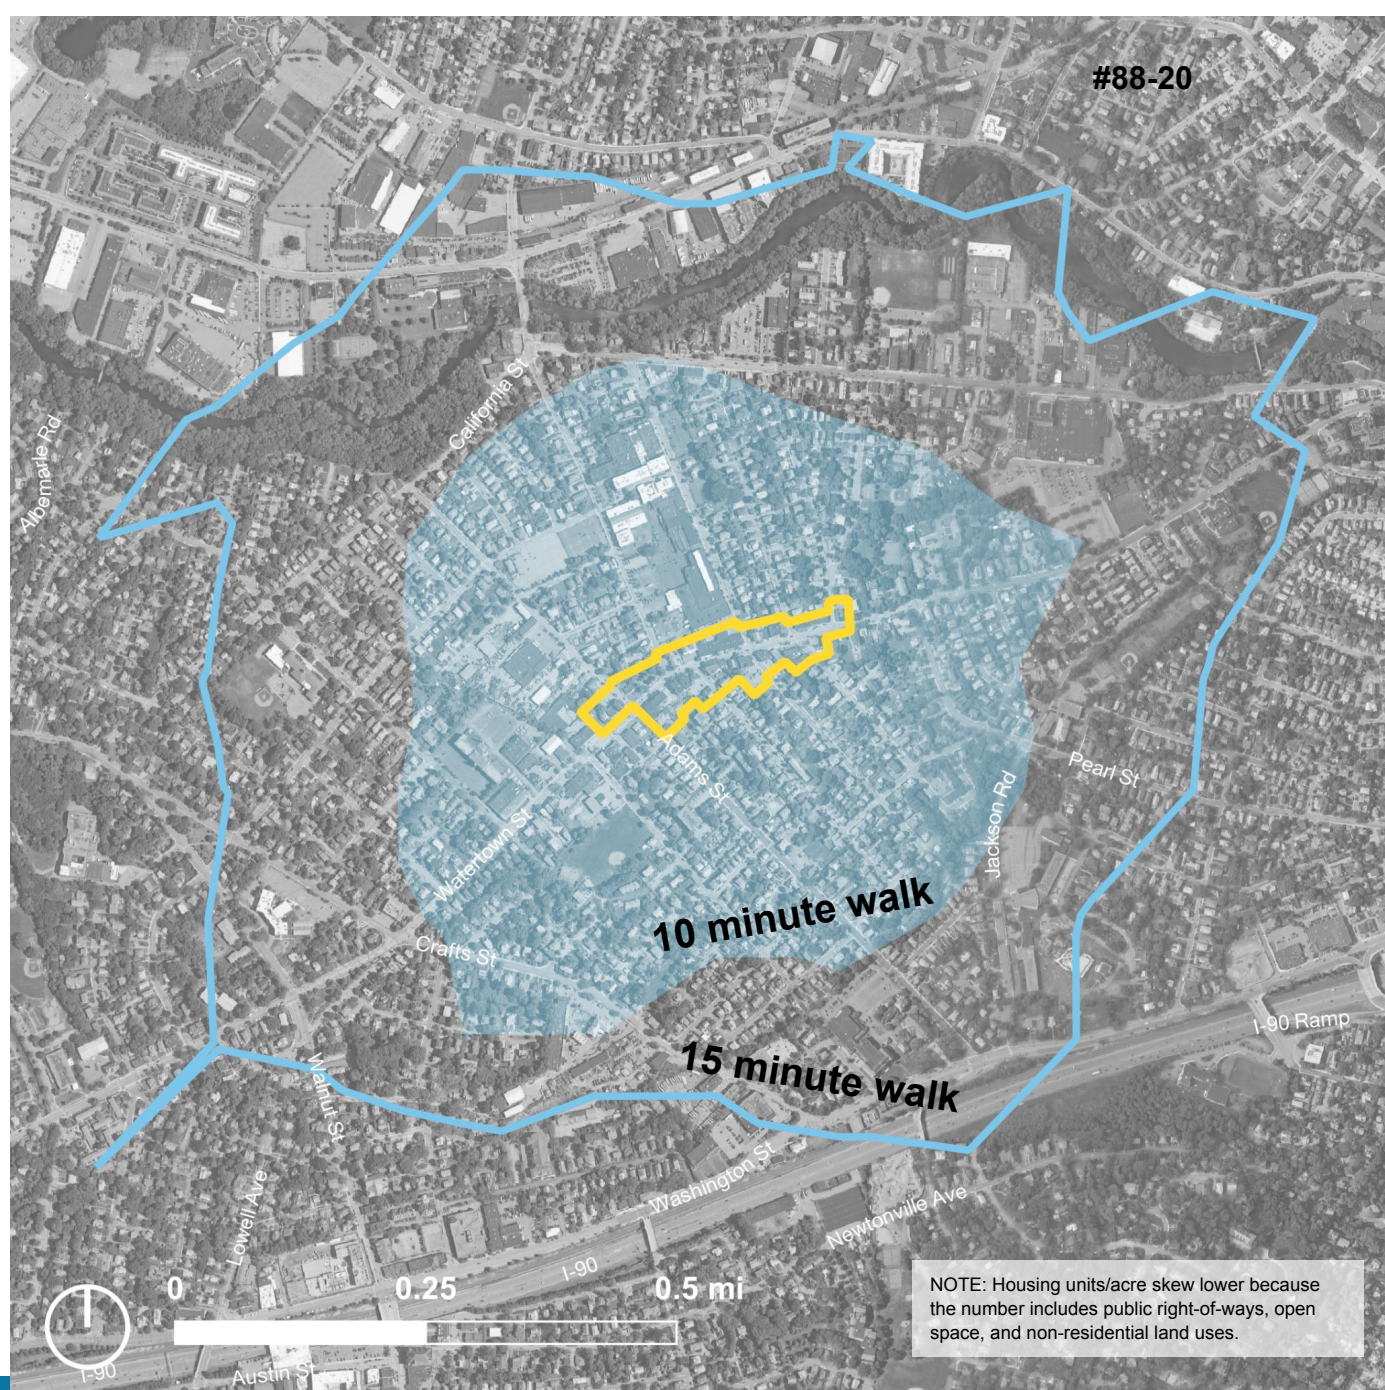 #88-20
California St
Albemarle Rd
Adams St
Pearl St
Jackson Rd
Watertown St
10 minute walk
Crafts St
I-90 Ramp
15 minute walk
Walnut St
Washington St
Lowell Ave
Newtonville Ave
I-90
0 0.25 0.5 mi
NOTE: Housing units/acre skew lower because
the number includes public right-of-ways, open
space, and non-residential land uses.
I-90
Austin St